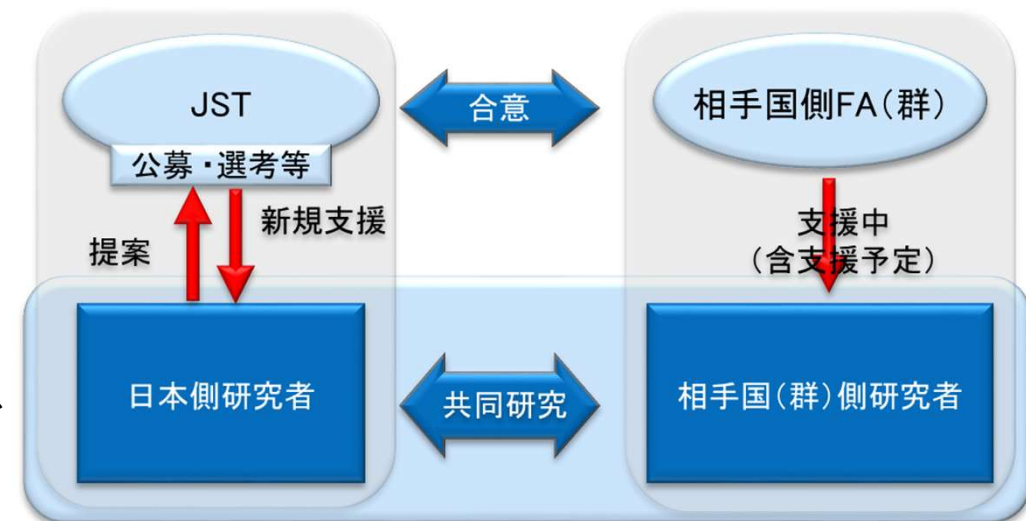 JST
合意
相手国側FA(群)
公募・選考等
提案
新規支援
支援中
(含支援予定)
日本側研究者
共同研究
相手国(群)側研究者